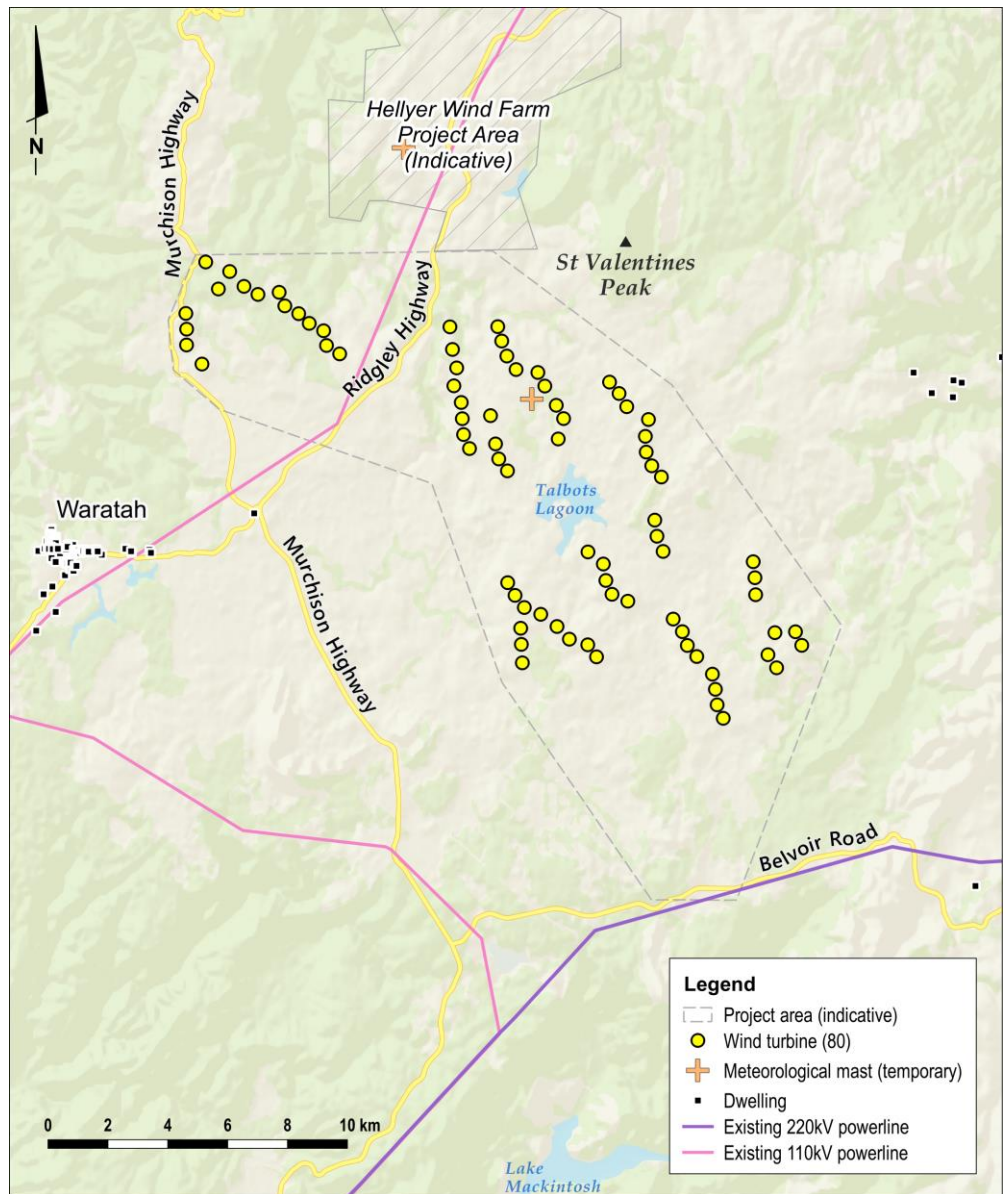 Murchison Highway
Hellyer Wind Farm
Project Area
(Indicative)
N
St Valentines
Peak
Ridgley Highway
Talbots
Lagoon
Waratah
Murchison Highway
Belvoir Road
Legend
Project area (indicative)
Wind turbine (80)
Meteorological mast (temporary)
Dwelling
Existing 220kV powerline
Existing 110kV powerline
0 2 4 6 8 10 km
Lake
Mackintosh